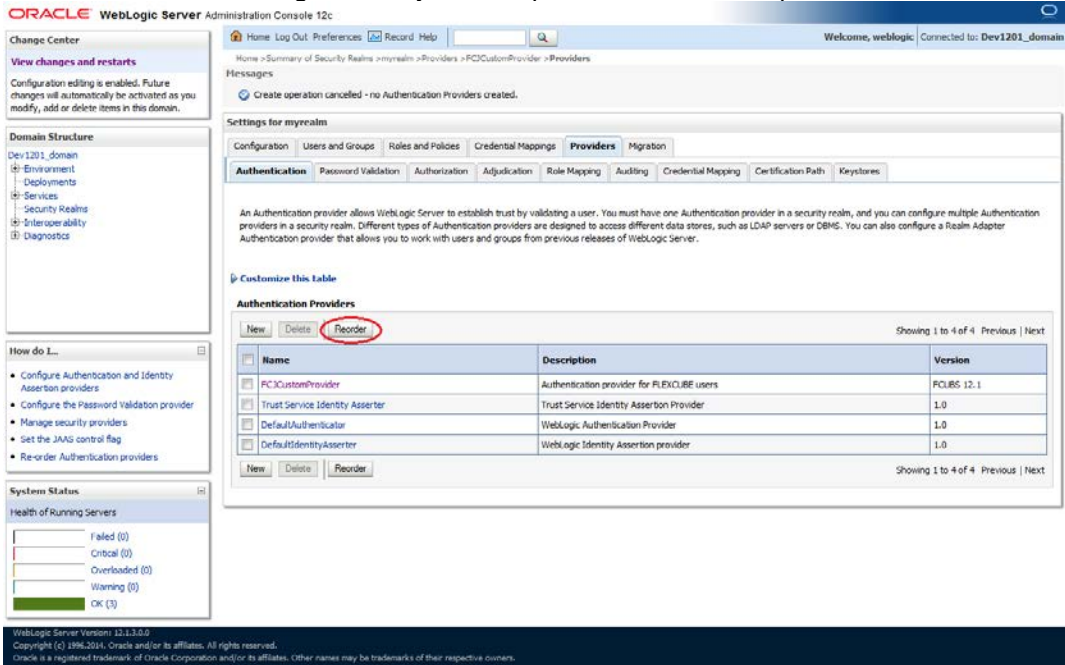 ORACLE WebLogic Server Administration Console 12c
Change Center
View changes and restarts
Configuration editing is enabled. Future
changes will automatically be activated as you
modify, add or delete items in this domain.
Domain Structure
Dev1201_domain
Environment
Deployments
Services
Security Realms
Interoperability
Diagnostics
How do I...
Configure Authentication and Identity
Assertion providers
Configure the Password Validation provider
Manage security providers
Set the JAAS control flag
Re-order Authentication providers
System Status
Health of Running Servers
Failed (0)
Critical (0)
Overloaded (0)
Warning (0)
OK (3)
Home Log Out Preferences Record Help
Welcome, weblogic Connected to: Dev1201_domain
Home >Summary of Security Realms >myrealm >Providers >FCJCustomProvider >Providers
Messages
Create operation cancelled - no Authentication Providers created.
Settings for myrealm
Configuration Users and Groups Roles and Policies Credential Mappings Providers Migration
Authentication Password Validation Authorization Adjudication Role Mapping Auditing Credential Mapping Certification Path Keystores
An Authentication provider allows WebLogic Server to establish trust by validating a user. You must have one Authentication provider in a security realm, and you can configure multiple Authentication
providers in a security realm. Different types of Authentication providers are designed to access different data stores, such as LDAP servers or DBMS. You can also configure a Realm Adapter
Authentication provider that allows you to work with users and groups from previous releases of WebLogic Server.
Customize this table
Authentication Providers
New Delete Reorder Showing 1 to 4 of 4 Previous | Next
Name Description Version
FCJCustomProvider Authentication provider for FLEXCUBE users FCUBS 12.1
Trust Service Identity Asserter Trust Service Identity Assertion Provider 1.0
DefaultAuthenticator WebLogic Authentication Provider 1.0
DefaultIdentityAsserter WebLogic Identity Assertion provider 1.0
New Delete Reorder Showing 1 to 4 of 4 Previous | Next
WebLogic Server Version: 12.1.3.0.0
Copyright (c) 1996,2014, Oracle and/or its affiliates. All rights reserved.
Oracle is a registered trademark of Oracle Corporation and/or its affiliates. Other names may be trademarks of their respective owners.